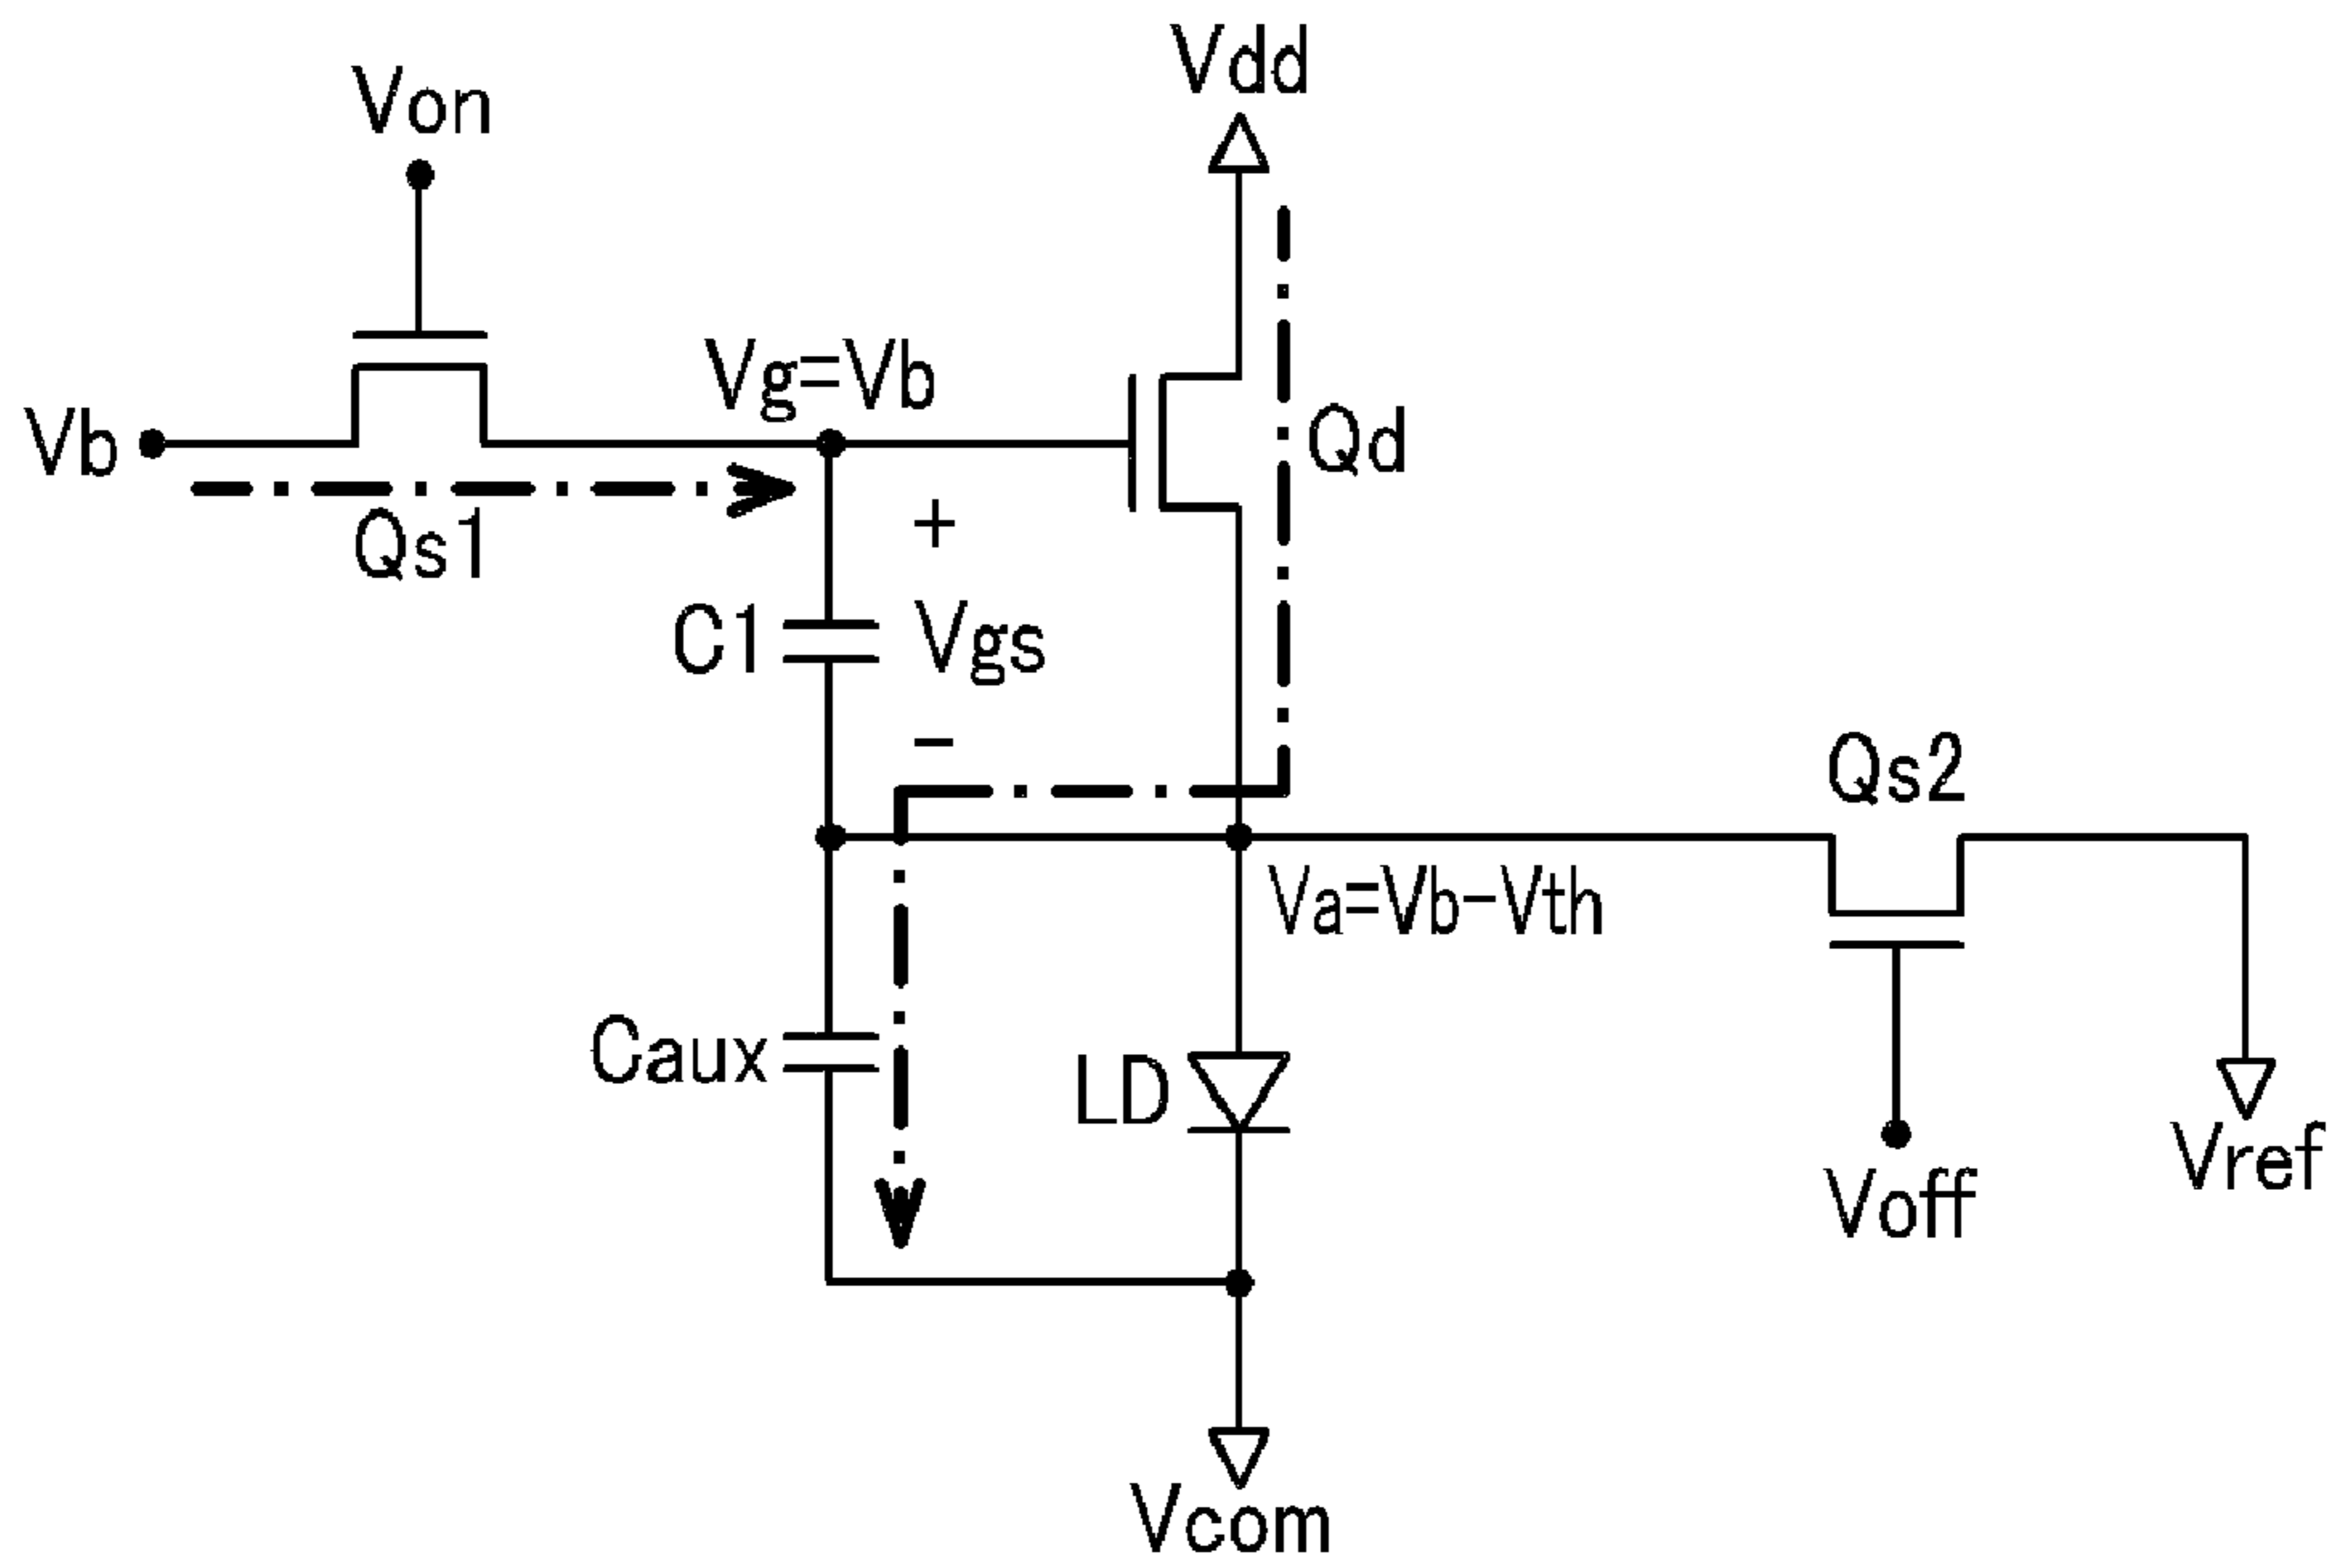 Vdd
Von
Vg=Vb
Vb
Qd
Qs1
+
C1
Vgs
-
Qs2
Va=Vb-Vth
Caux
LD
Vref
Voff
Vcom